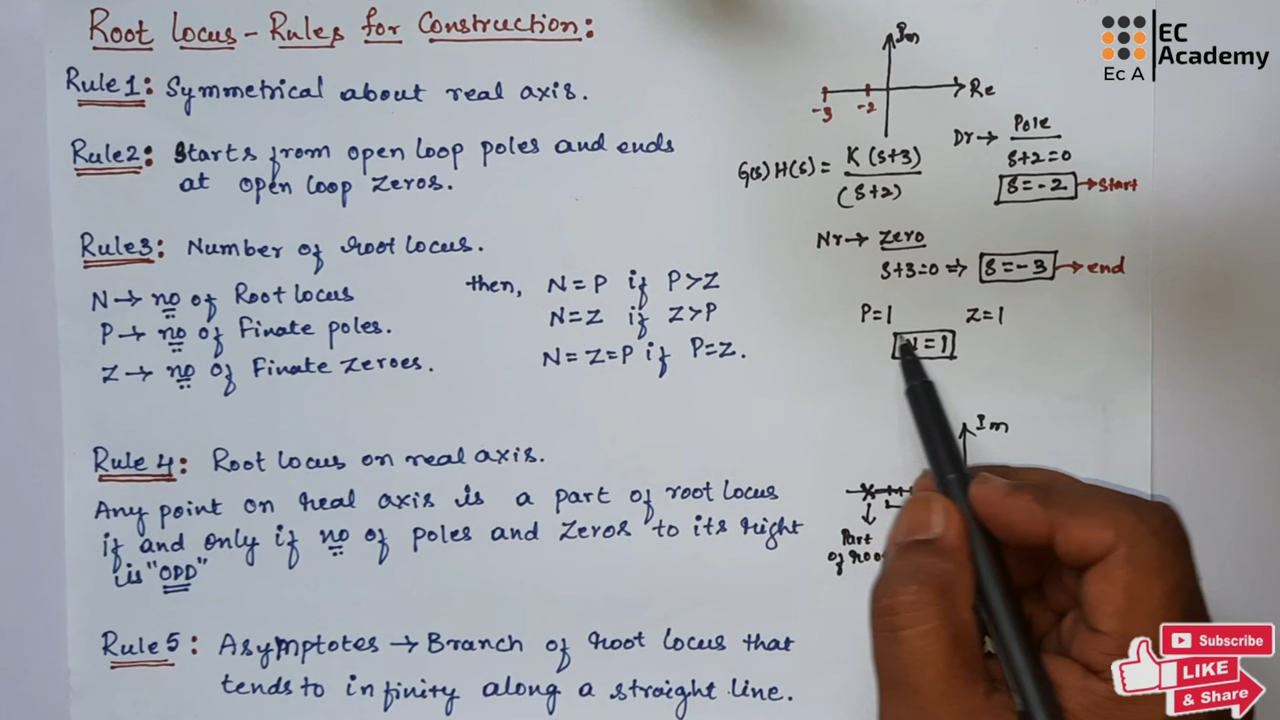 Root locus - Rules for Construction:
Rule 1: Symmetrical about real axis.
Rule2: Starts from open loop poles and ends
at open loop zeros.
Rule3: Number of root locus.
N → no of Root locus
P → no of Finate poles.
Z → no of Finate zeroes.
then, N = P if P>Z
N = Z if Z>P
N = Z = P if P=Z.
Rule 4: Root locus on real axis.
Any point on real axis is a part of root locus
if and only if no of poles and zeros to its right
is "ODD"
Rule 5: Asymptotes → Branch of root locus that
tends to infinity along a straight line.
Im
Re
-3 -2
G(s) H(s) = K (s+3)
(s+2)
Dr → Pole
s+2=0
s=-2 → start
Nr → Zero
s+3=0 => s=-3 → end
P=1 Z=1
N = 1
Im
Part
of
EC
Academy
Ec A
Subscribe
LIKE
& Share